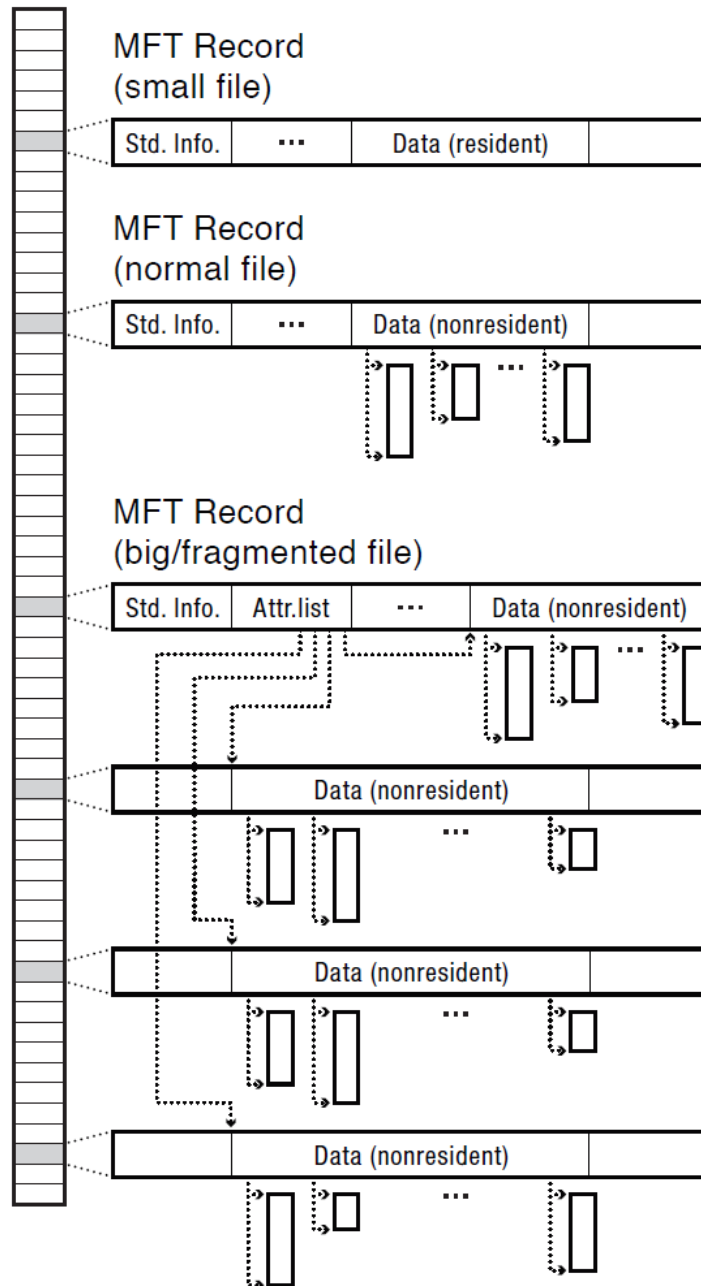 MFT Record
(small file)
Std. Info. ... Data (resident)
MFT Record
(normal file)
Std. Info. ... Data (nonresident)
...
MFT Record
(big/fragmented file)
Std. Info. Attr.list ... Data (nonresident)
...
Data (nonresident)
...
Data (nonresident)
...
Data (nonresident)
...